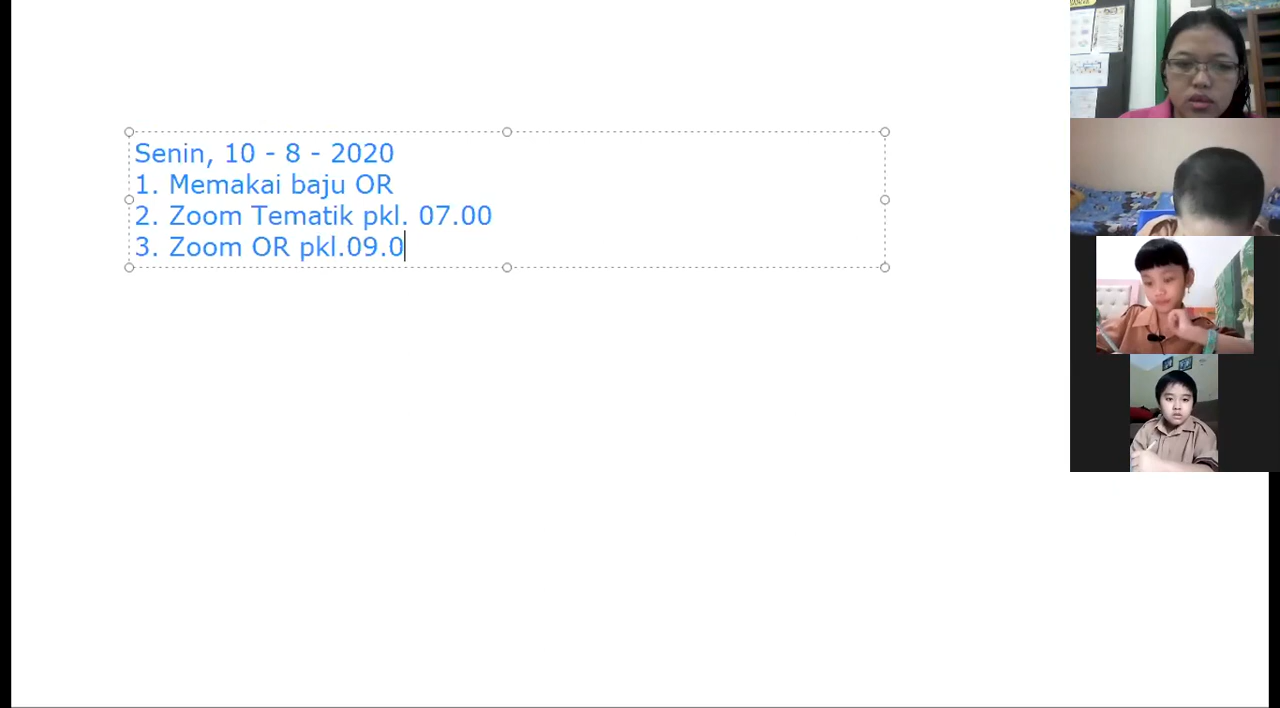 Senin, 10 - 8 - 2020
1. Memakai baju OR
2. Zoom Tematik pkl. 07.00
3. Zoom OR pkl.09.0